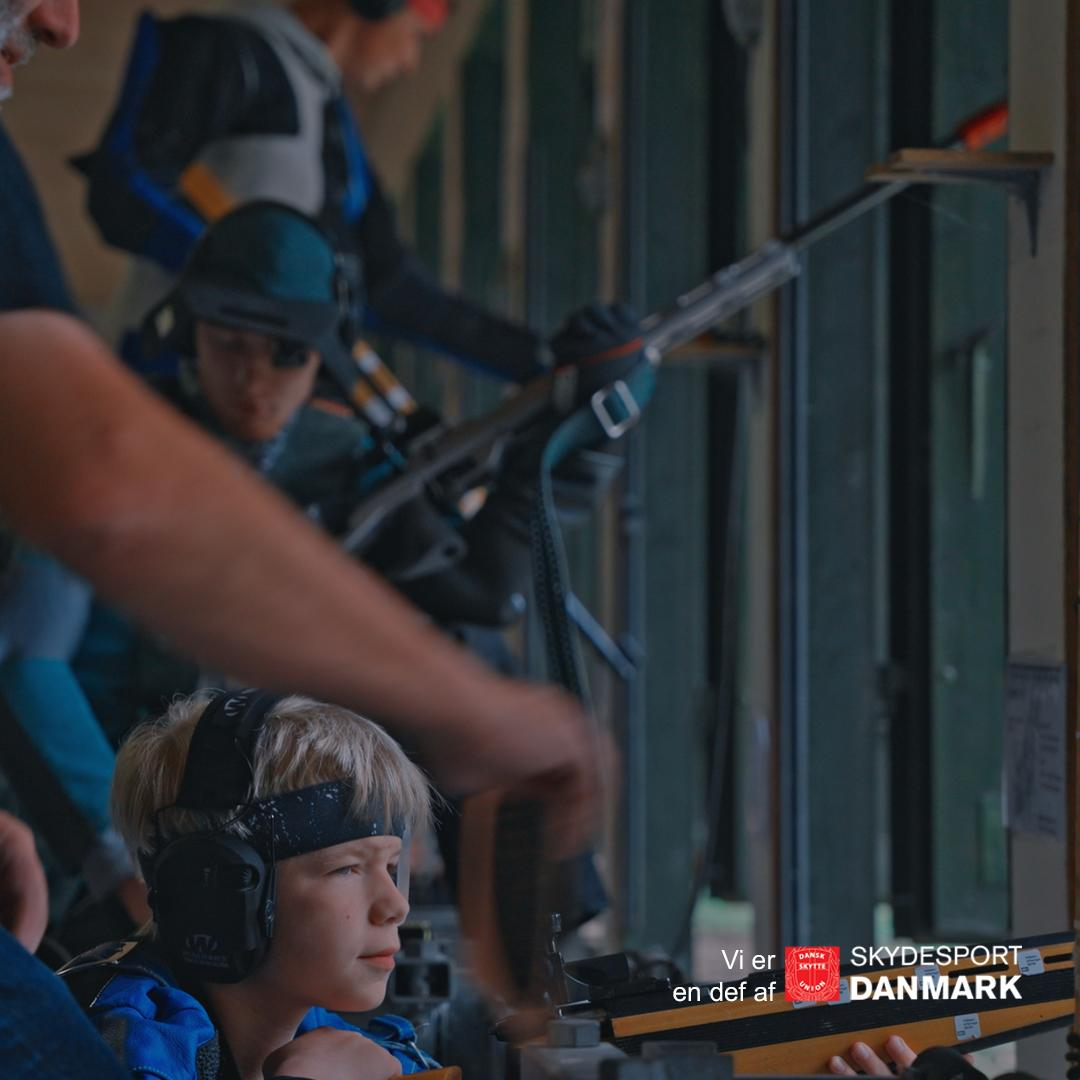 Vi er
en def af
DANSK
SKYTTE
UNION
SKYDESPORT
DANMARK